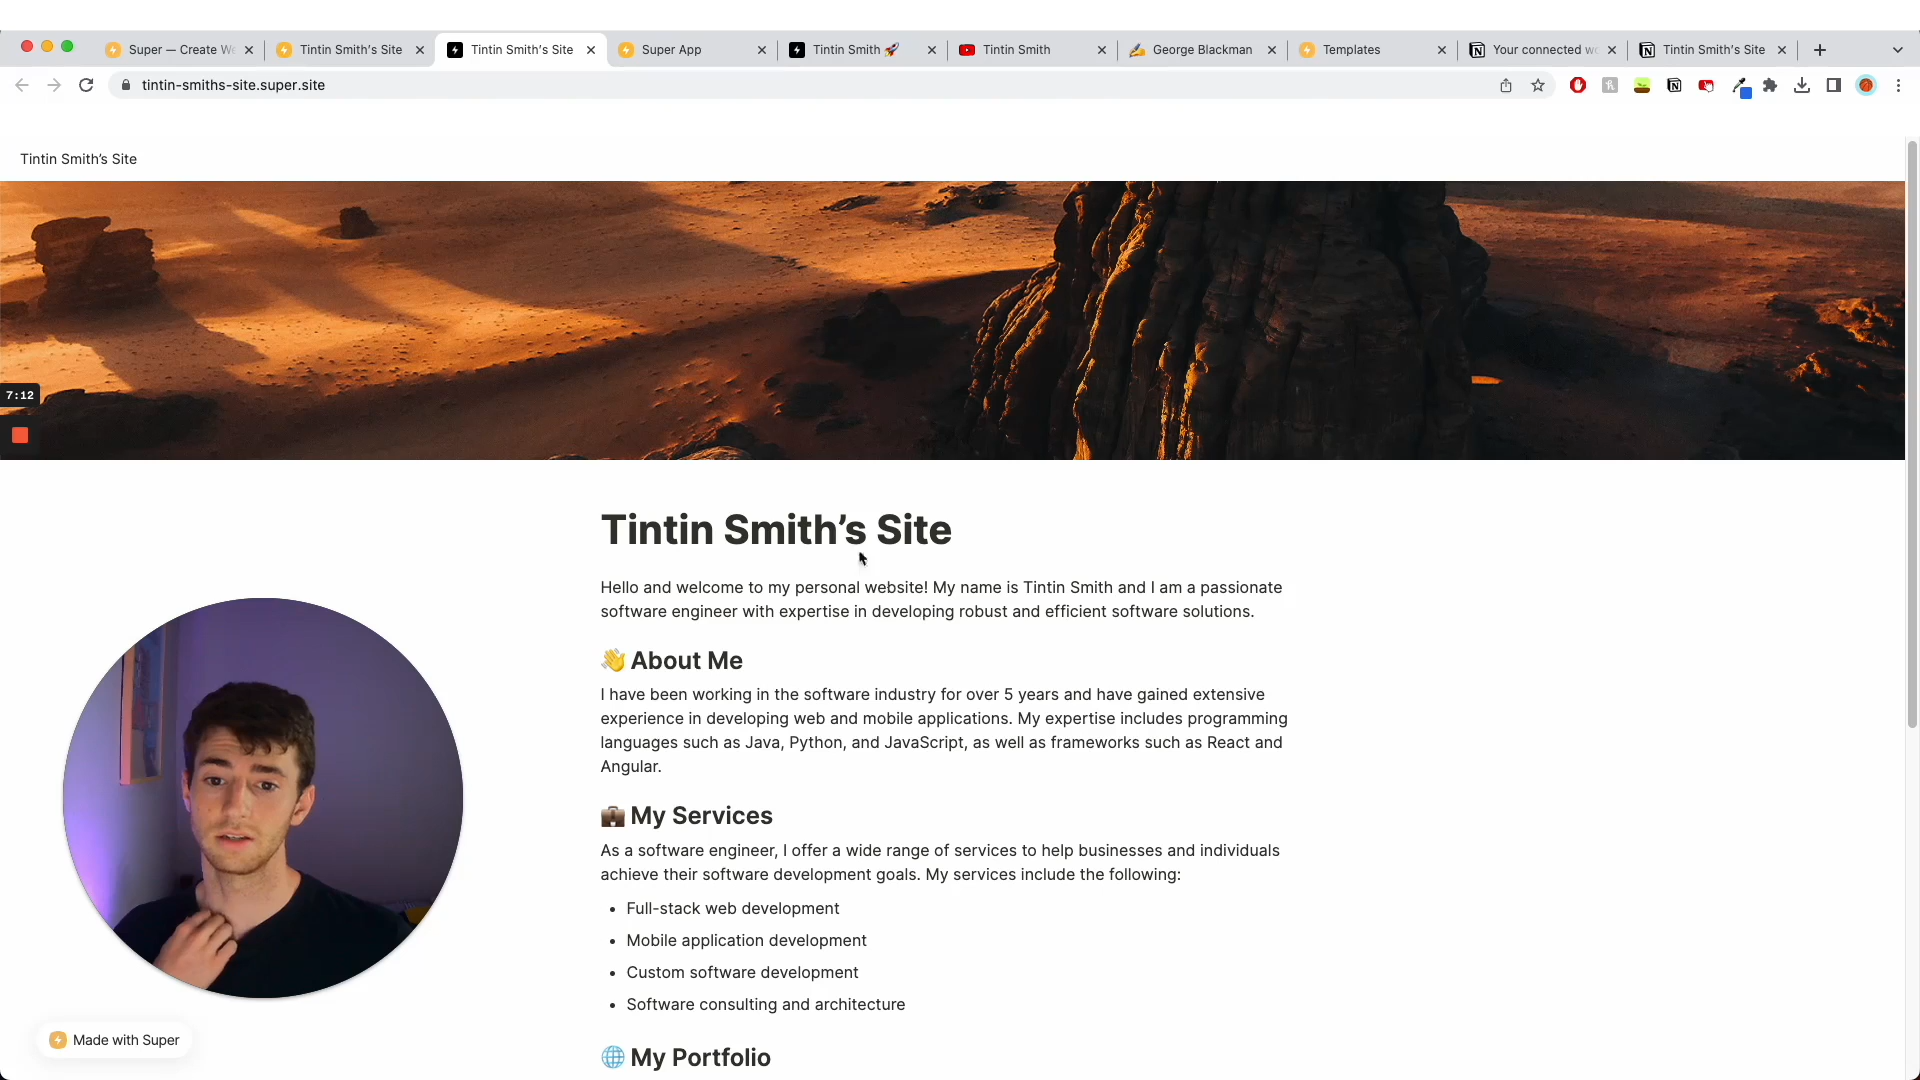 Super — Create We
Tintin Smith's Site
Tintin Smith's Site
Super App
Tintin Smith 🚀
Tintin Smith
George Blackman
Templates
Your connected wo
Tintin Smith's Site
tintin-smiths-site.super.site
Tintin Smith's Site
7:12
Tintin Smith’s Site
Hello and welcome to my personal website! My name is Tintin Smith and I am a passionate
software engineer with expertise in developing robust and efficient software solutions.
👋 About Me
I have been working in the software industry for over 5 years and have gained extensive
experience in developing web and mobile applications. My expertise includes programming
languages such as Java, Python, and JavaScript, as well as frameworks such as React and
Angular.
💼 My Services
As a software engineer, I offer a wide range of services to help businesses and individuals
achieve their software development goals. My services include the following:
• Full-stack web development
• Mobile application development
• Custom software development
• Software consulting and architecture
Made with Super
🌐 My Portfolio